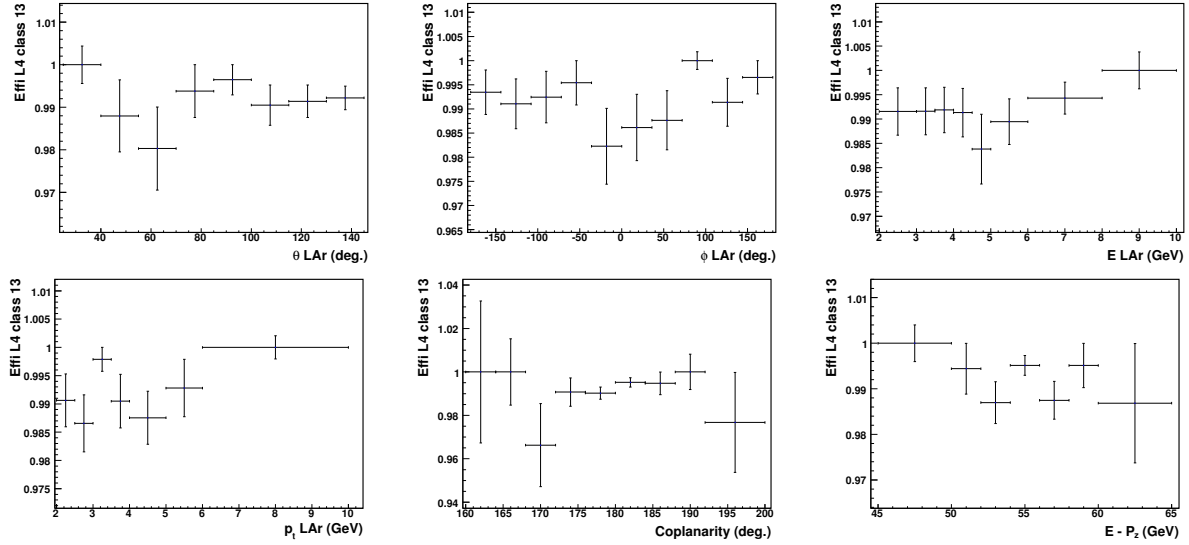 Effi L4 class 13
1.01
1
0.99
0.98
0.97
40 60 80 100 120 140
θ LAr (deg.)
Effi L4 class 13
1.01
1.005
1
0.995
0.99
0.985
0.98
0.975
0.97
0.965
-150 -100 -50 0 50 100 150
ϕ LAr (deg.)
Effi L4 class 13
1.01
1.005
1
0.995
0.99
0.985
0.98
0.975
0.97
2 3 4 5 6 7 8 9 10
E LAr (GeV)
Effi L4 class 13
1.01
1.005
1
0.995
0.99
0.985
0.98
0.975
2 3 4 5 6 7 8 9 10
pt LAr (GeV)
Effi L4 class 13
1.04
1.02
1
0.98
0.96
0.94
160 165 170 175 180 185 190 195 200
Coplanarity (deg.)
Effi L4 class 13
1.01
1
0.99
0.98
0.97
45 50 55 60 65
E - Pz (GeV)